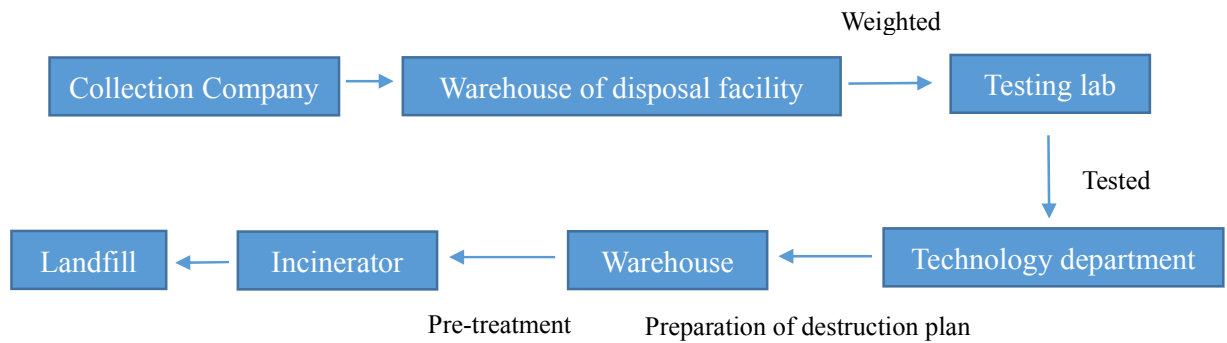 Weighted
Collection Company
Warehouse of disposal facility
Testing lab
Tested
Technology department
Warehouse
Incinerator
Landfill
Preparation of destruction plan
Pre-treatment